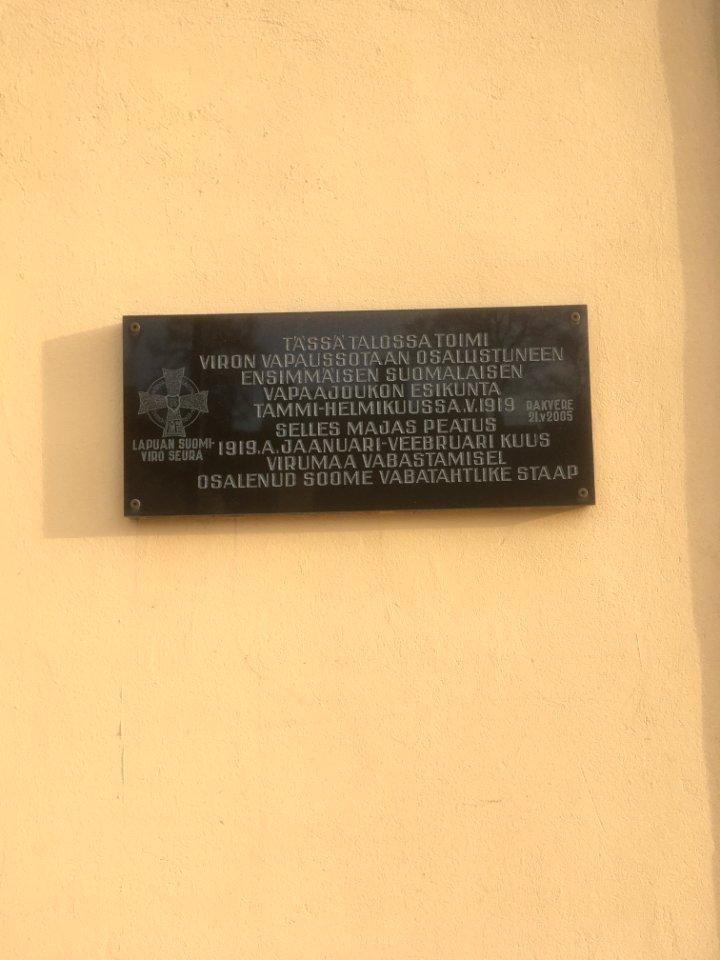 TÄSSÄ TALOSSA TOIMI
VIRON VAPAUSSOTAAN OSALLISTUNEEN
ENSIMMÄISEN SUOMALAISEN
VAPAAJOUKON ESIKUNTA
TAMMI-HELMIKUUSSA.V.1919
RAKVERE
21.V.2005
LAPUAN SUOMI-
VIRO SEURA
SELLES MAJAS PEATUS
1919.A.JAANUARI-VEEBRUARI KUUS
VIRUMAA VABASTAMISEL
OSALENUD SOOME VABATAHTLIKE STAAP